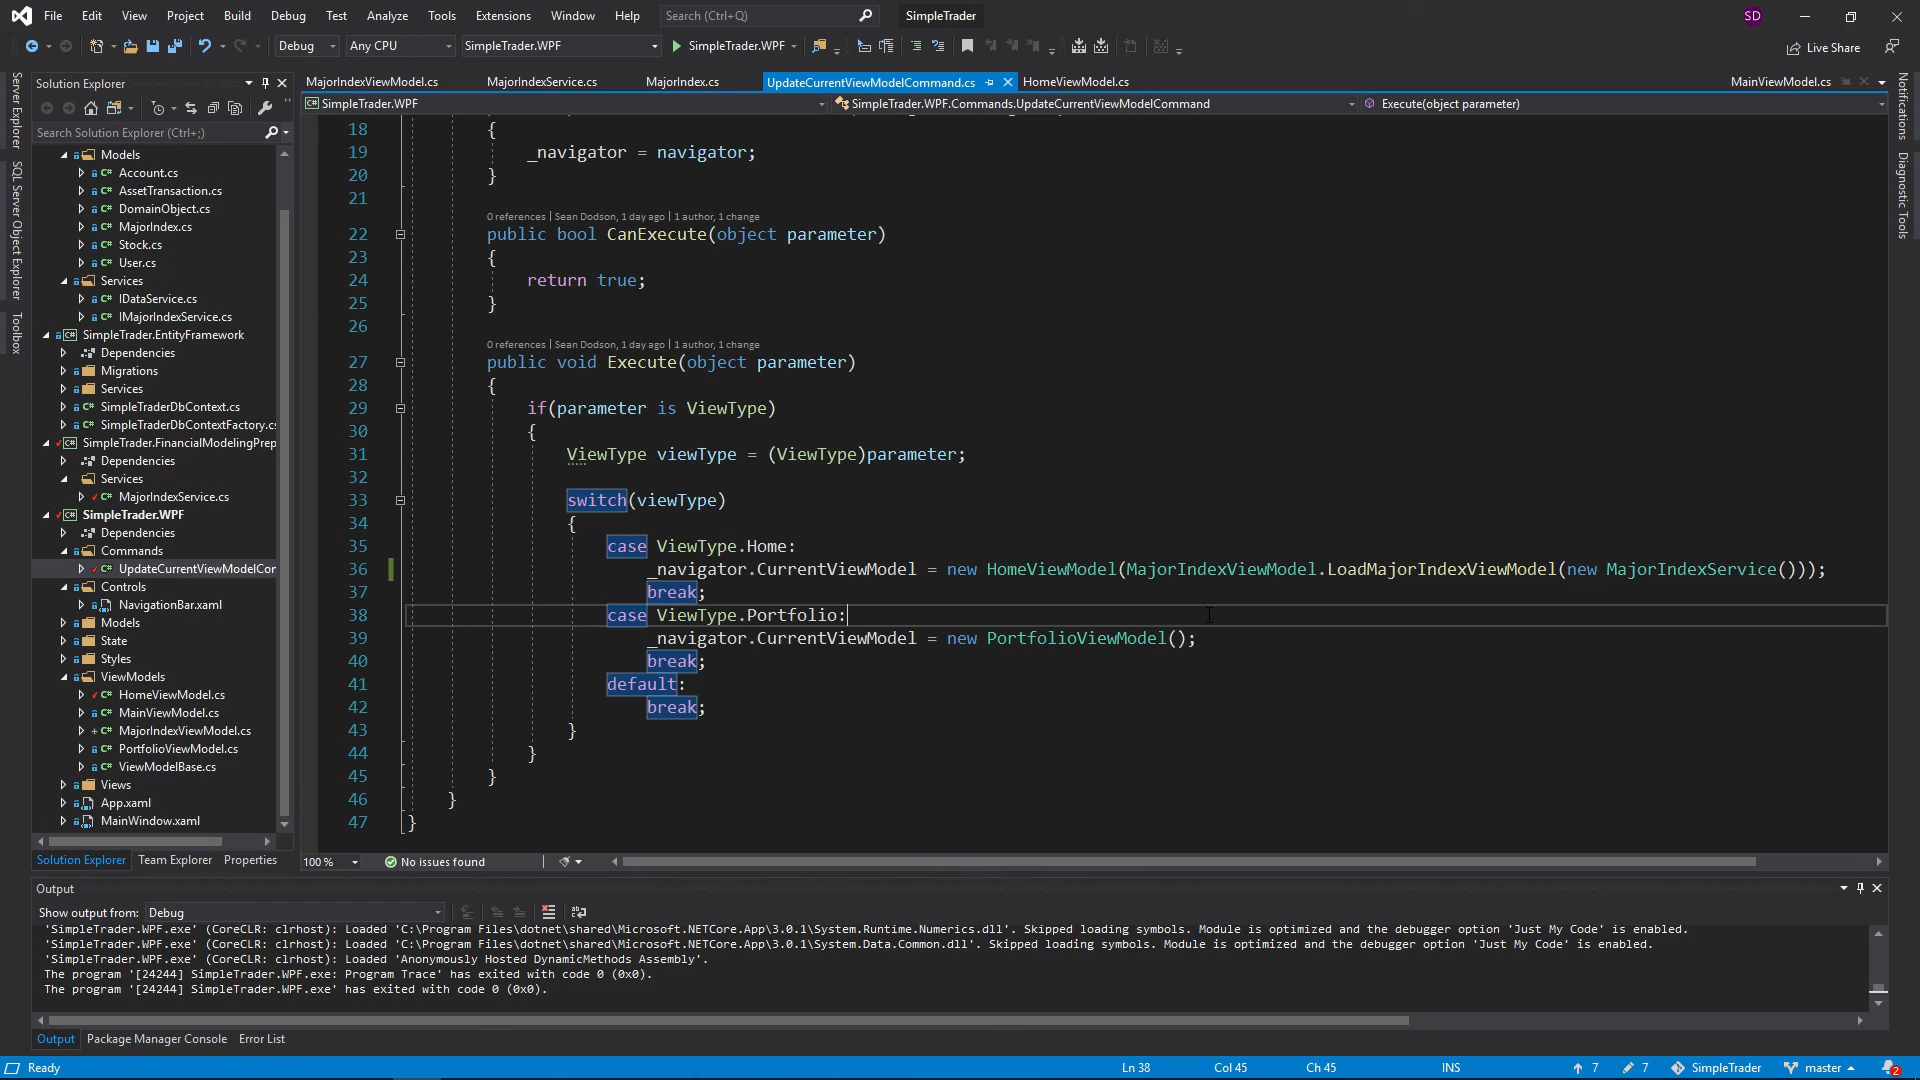 File Edit View Project Build Debug Test Analyze Tools Extensions Window Help Search (Ctrl+Q) SimpleTrader SD
Debug Any CPU SimpleTrader.WPF SimpleTrader.WPF Live Share
Server Explorer
SQL Server Object Explorer
Toolbox
Solution Explorer
Search Solution Explorer (Ctrl+;)
Models
Account.cs
AssetTransaction.cs
DomainObject.cs
MajorIndex.cs
Stock.cs
User.cs
Services
IDataService.cs
IMajorIndexService.cs
SimpleTrader.EntityFramework
Dependencies
Migrations
Services
SimpleTraderDbContext.cs
SimpleTraderDbContextFactory.cs
SimpleTrader.FinancialModelingPrep
Dependencies
Services
MajorIndexService.cs
SimpleTrader.WPF
Dependencies
Commands
UpdateCurrentViewModelCor
Controls
NavigationBar.xaml
Models
State
Styles
ViewModels
HomeViewModel.cs
MainViewModel.cs
MajorIndexViewModel.cs
PortfolioViewModel.cs
ViewModelBase.cs
Views
App.xaml
MainWindow.xaml
Solution Explorer Team Explorer Properties
MajorIndexViewModel.cs MajorIndexService.cs MajorIndex.cs UpdateCurrentViewModelCommand.cs HomeViewModel.cs MainViewModel.cs
SimpleTrader.WPF SimpleTrader.WPF.Commands.UpdateCurrentViewModelCommand Execute(object parameter)
18 {
19 _navigator = navigator;
20 }
21
0 references | Sean Dodson, 1 day ago | 1 author, 1 change
22 public bool CanExecute(object parameter)
23 {
24 return true;
25 }
26
0 references | Sean Dodson, 1 day ago | 1 author, 1 change
27 public void Execute(object parameter)
28 {
29 if(parameter is ViewType)
30 {
31 ViewType viewType = (ViewType)parameter;
32
33 switch(viewType)
34 {
35 case ViewType.Home:
36 _navigator.CurrentViewModel = new HomeViewModel(MajorIndexViewModel.LoadMajorIndexViewModel(new MajorIndexService()));
37 break;
38 case ViewType.Portfolio:
39 _navigator.CurrentViewModel = new PortfolioViewModel();
40 break;
41 default:
42 break;
43 }
44 }
45 }
46 }
47 }
100 % No issues found
Notifications
Diagnostic Tools
Output
Show output from: Debug
'SimpleTrader.WPF.exe' (CoreCLR: clrhost): Loaded 'C:\Program Files\dotnet\shared\Microsoft.NETCore.App\3.0.1\System.Runtime.Numerics.dll'. Skipped loading symbols. Module is optimized and the debugger option 'Just My Code' is enabled.
'SimpleTrader.WPF.exe' (CoreCLR: clrhost): Loaded 'C:\Program Files\dotnet\shared\Microsoft.NETCore.App\3.0.1\System.Data.Common.dll'. Skipped loading symbols. Module is optimized and the debugger option 'Just My Code' is enabled.
'SimpleTrader.WPF.exe' (CoreCLR: clrhost): Loaded 'Anonymously Hosted DynamicMethods Assembly'.
The program '[24244] SimpleTrader.WPF.exe: Program Trace' has exited with code 0 (0x0).
The program '[24244] SimpleTrader.WPF.exe' has exited with code 0 (0x0).
Output Package Manager Console Error List
Ready Ln 38 Col 45 Ch 45 INS 7 7 SimpleTrader master 2